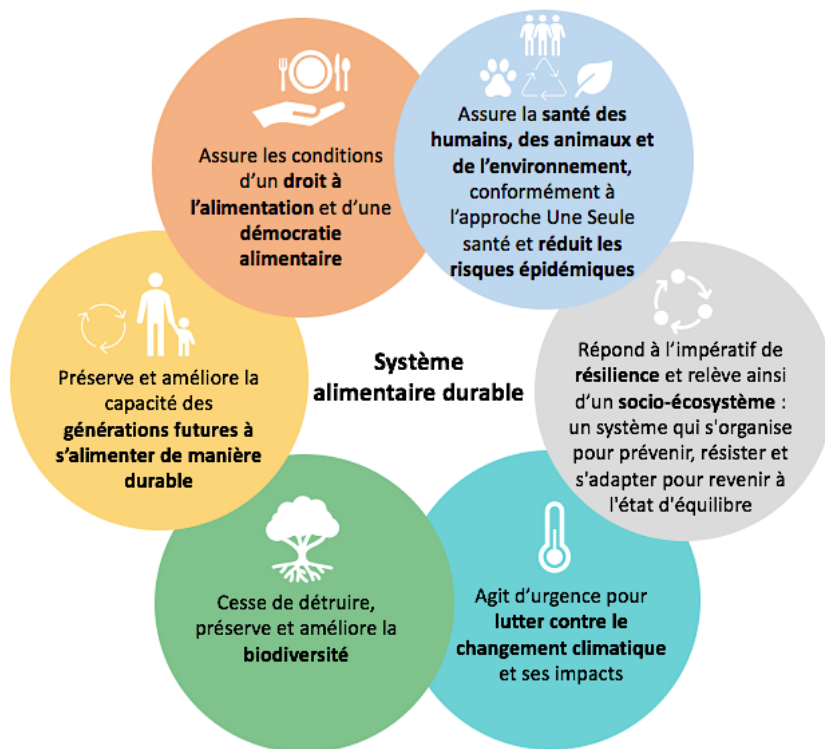 Assure les conditions
d'un droit à
l'alimentation et d'une
démocratie
alimentaire
Assure la santé des
humains, des animaux et
de l'environnement,
conformément à
l'approche Une Seule
santé et réduit les
risques épidémiques
Préserve et améliore la
capacité des
générations futures à
s'alimenter de manière
durable
Système
alimentaire durable
Répond à l'impératif de
résilience et relève ainsi
d'un socio-écosystème :
un système qui s'organise
pour prévenir, résister et
s'adapter pour revenir à
l'état d'équilibre
Cesse de détruire,
préserve et améliore la
biodiversité
Agit d'urgence pour
lutter contre le
changement climatique
et ses impacts